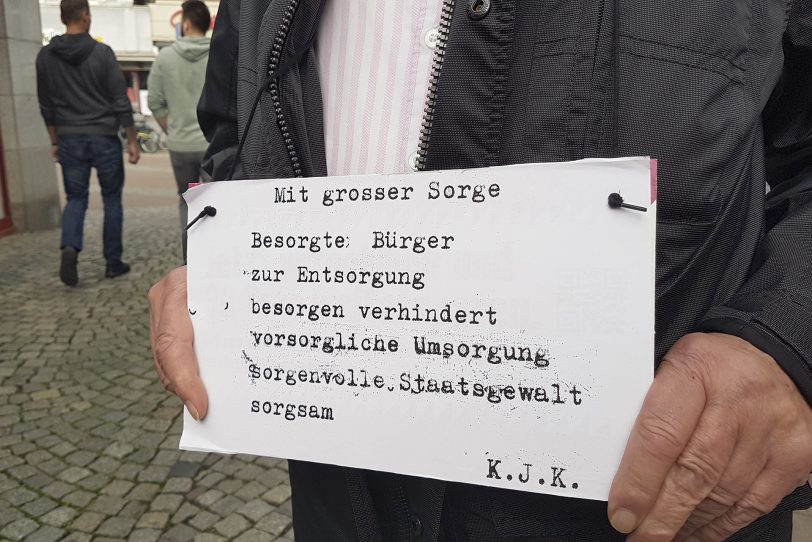 Mit grosser Sorge
Besorgte Bürger
zur Entsorgung
besorgen verhindert
vorsorgliche Umsorgung
sorgenvolle Staatsgewalt
sorgsam
K.J.K.